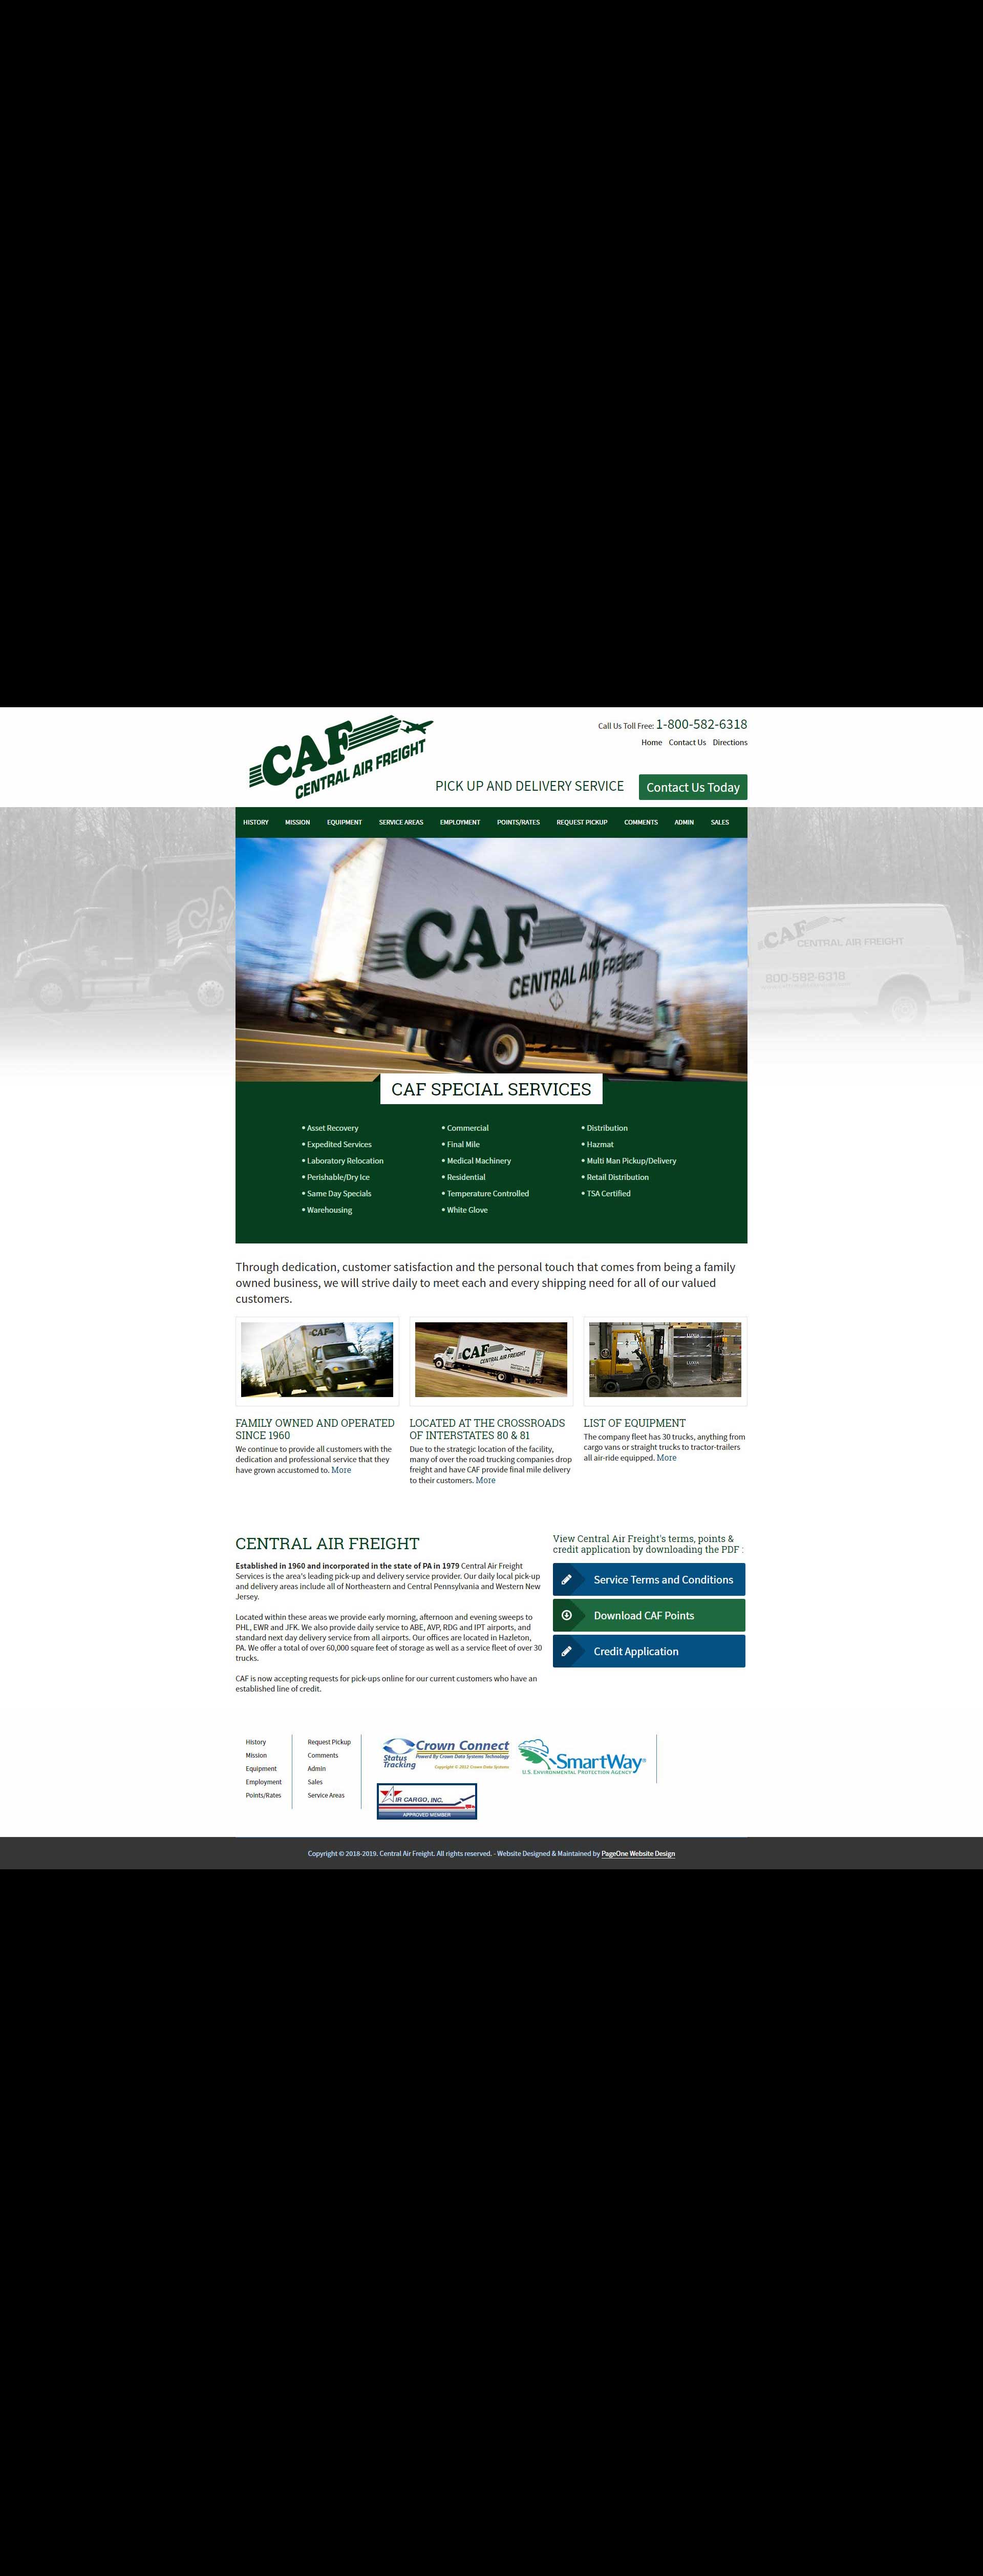 CAF
CENTRAL AIR FREIGHT
Call Us Toll Free: 1-800-582-6318
Home Contact Us Directions
PICK UP AND DELIVERY SERVICE
Contact Us Today
HISTORY MISSION EQUIPMENT SERVICE AREAS EMPLOYMENT POINTS/RATES REQUEST PICKUP COMMENTS ADMIN SALES
CAF
CENTRAL AIR FREIGHT
CA
CAF
CENTRAL AIR FREIGHT
800-582-6318
CAF SPECIAL SERVICES
• Asset Recovery
• Commercial
• Distribution
• Expedited Services
• Final Mile
• Hazmat
• Laboratory Relocation
• Medical Machinery
• Multi Man Pickup/Delivery
• Perishable/Dry Ice
• Residential
• Retail Distribution
• Same Day Specials
• Temperature Controlled
• TSA Certified
• Warehousing
• White Glove
Through dedication, customer satisfaction and the personal touch that comes from being a family
owned business, we will strive daily to meet each and every shipping need for all of our valued
customers.
CAF
CAF
CENTRAL AIR FREIGHT
FAMILY OWNED AND OPERATED
SINCE 1960
We continue to provide all customers with the
dedication and professional service that they
have grown accustomed to. More
LOCATED AT THE CROSSROADS
OF INTERSTATES 80 & 81
Due to the strategic location of the facility,
many of over the road trucking companies drop
freight and have CAF provide final mile delivery
to their customers. More
LIST OF EQUIPMENT
The company fleet has 30 trucks, anything from
cargo vans or straight trucks to tractor-trailers
all air-ride equipped. More
CENTRAL AIR FREIGHT
Established in 1960 and incorporated in the state of PA in 1979 Central Air Freight
Services is the area's leading pick-up and delivery service provider. Our daily local pick-up
and delivery areas include all of Northeastern and Central Pennsylvania and Western New
Jersey.
Located within these areas we provide early morning, afternoon and evening sweeps to
PHL, EWR and JFK. We also provide daily service to ABE, AVP, RDG and IPT airports, and
standard next day delivery service from all airports. Our offices are located in Hazleton,
PA. We offer a total of over 60,000 square feet of storage as well as a service fleet of over 30
trucks.
CAF is now accepting requests for pick-ups online for our current customers who have an
established line of credit.
View Central Air Freight's terms, points &
credit application by downloading the PDF :
Service Terms and Conditions
Download CAF Points
Credit Application
History
Mission
Equipment
Employment
Points/Rates
Request Pickup
Comments
Admin
Sales
Service Areas
Crown Connect
Status
Tracking
Powerd By Crown Data Systems Technology
Copyright © 2012 Crown Data Systems
SmartWay
U.S. ENVIRONMENTAL PROTECTION AGENCY
AIR CARGO, INC.
APPROVED MEMBER
Copyright © 2018-2019. Central Air Freight. All rights reserved. - Website Designed & Maintained by PageOne Website Design